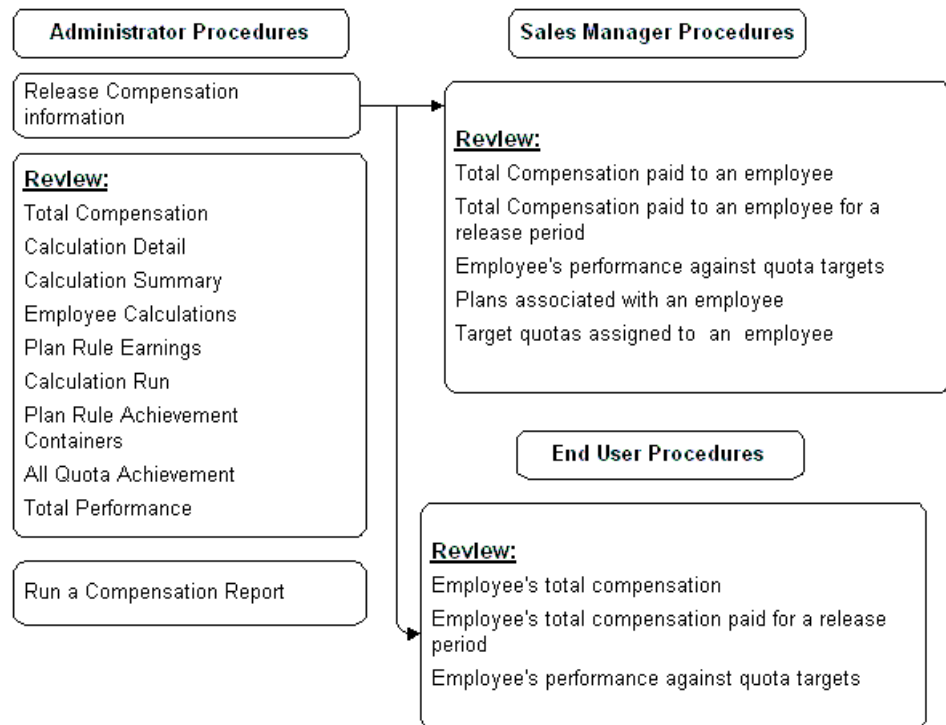 Administrator Procedures
Release Compensation
information
Review:
Total Compensation
Calculation Detail
Calculation Summary
Employee Calculations
Plan Rule Earnings
Calculation Run
Plan Rule Achievement
Containers
All Quota Achievement
Total Performance
Run a Compensation Report
Sales Manager Procedures
Review:
Total Compensation paid to an employee
Total Compensation paid to an employee for a
release period
Employee's performance against quota targets
Plans associated with an employee
Target quotas assigned to an employee
End User Procedures
Review:
Employee's total compensation
Employee's total compensation paid for a release
period
Employee's performance against quota targets